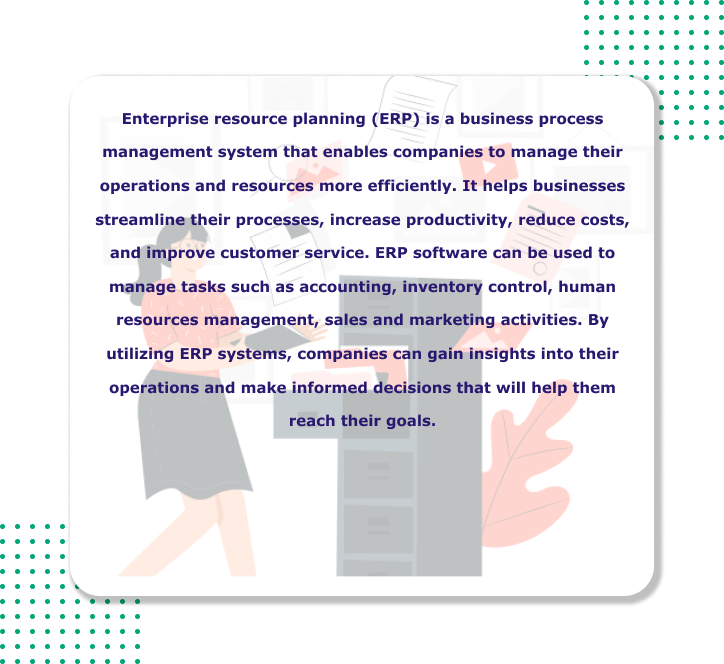 Enterprise resource planning (ERP) is a business process
management system that enables companies to manage their
operations and resources more efficiently. It helps businesses
streamline their processes, increase productivity, reduce costs,
and improve customer service. ERP software can be used to
manage tasks such as accounting, inventory control, human
resources management, sales and marketing activities. By
utilizing ERP systems, companies can gain insights into their
operations and make informed decisions that will help them
reach their goals.